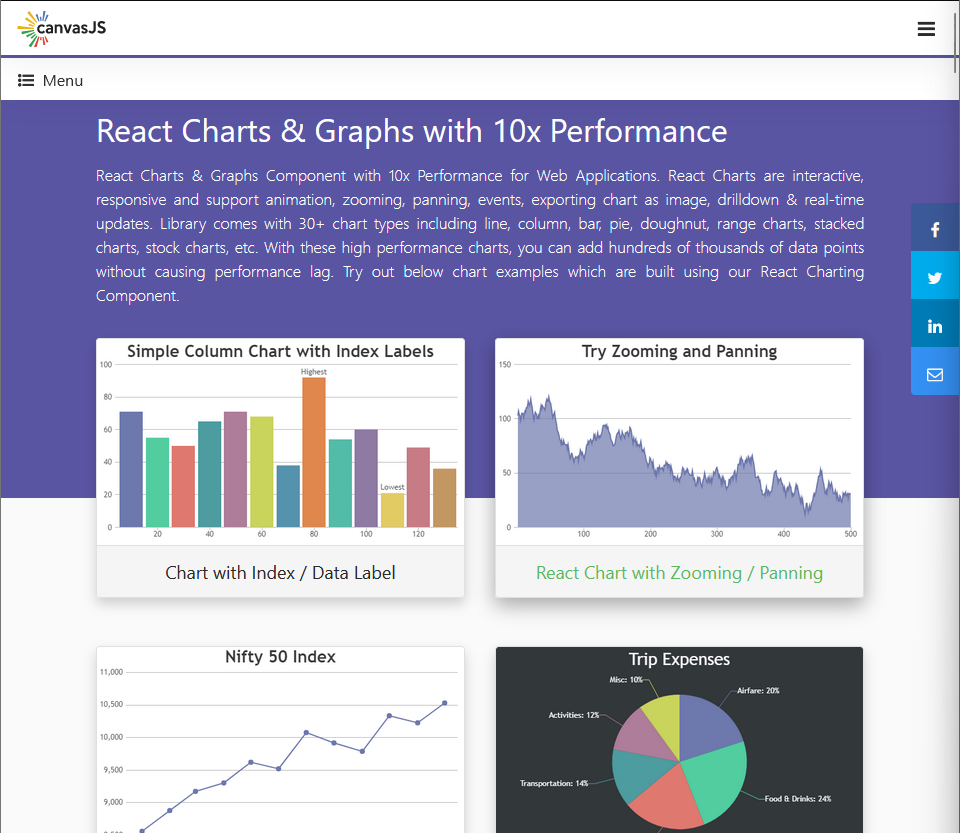 canvasJS
Menu
React Charts & Graphs with 10x Performance
React Charts & Graphs Component with 10x Performance for Web Applications. React Charts are interactive,
responsive and support animation, zooming, panning, events, exporting chart as image, drilldown & real-time
updates. Library comes with 30+ chart types including line, column, bar, pie, doughnut, range charts, stacked
charts, stock charts, etc. With these high performance charts, you can add hundreds of thousands of data points
without causing performance lag. Try out below chart examples which are built using our React Charting
Component.
Simple Column Chart with Index Labels
100
Highest
80
60
40
Lowest
20
0
20 40 60 80 100 120
Chart with Index / Data Label
Try Zooming and Panning
150
100
50
0
100 200 300 400 500
React Chart with Zooming / Panning
Nifty 50 Index
11,000
10,500
10,000
9,500
9,000
Trip Expenses
Misc: 10%
Airfare: 20%
Activities: 12%
Transportation: 14%
Food & Drinks: 24%